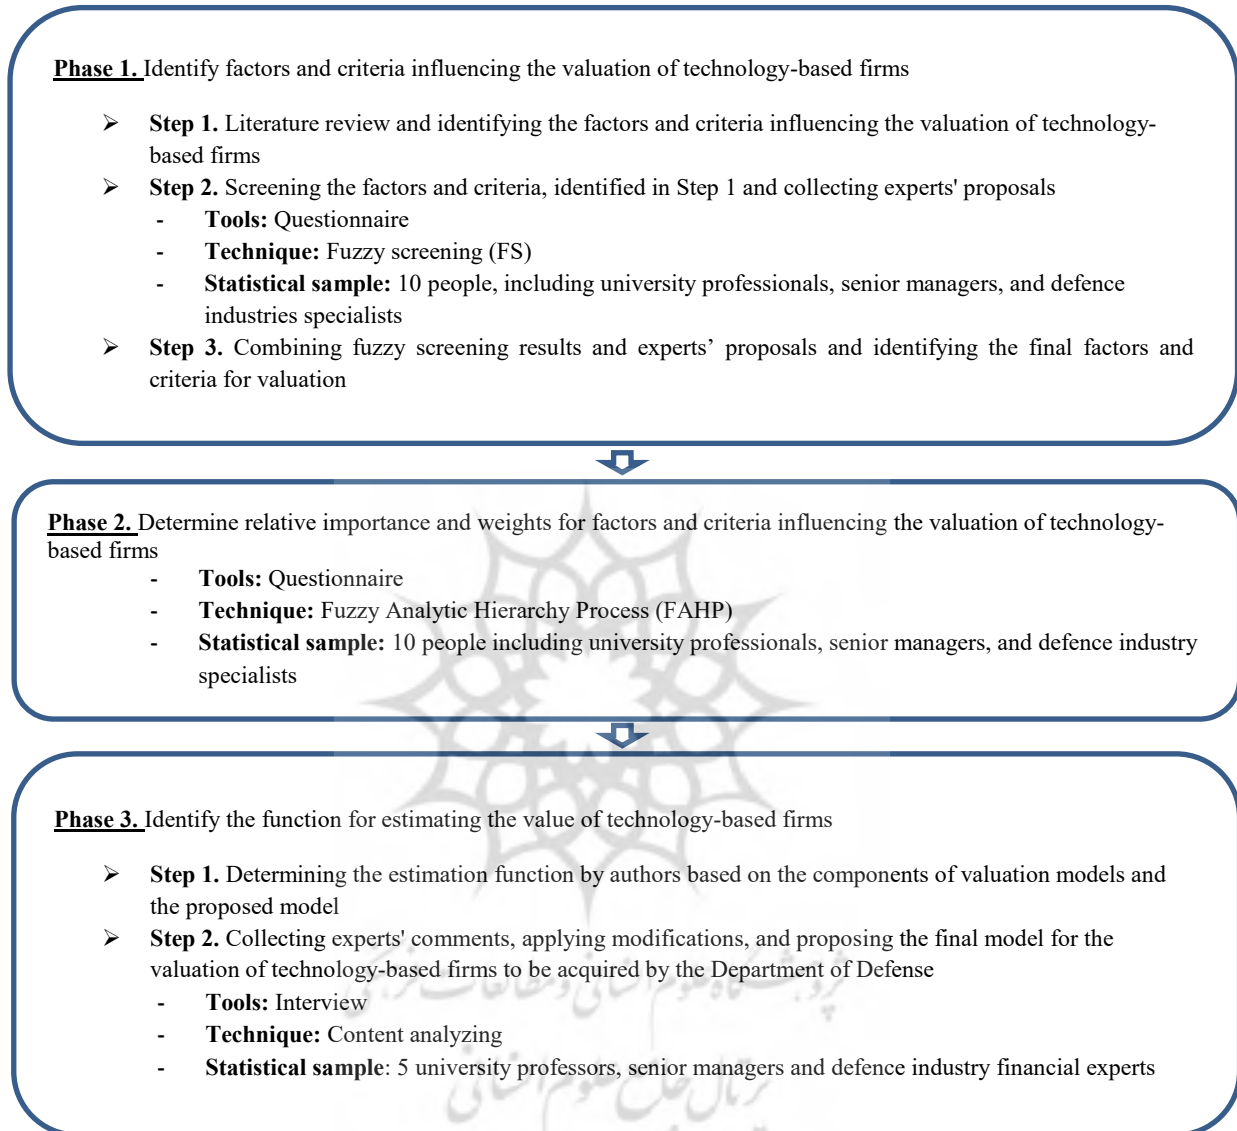 Phase 1. Identify factors and criteria influencing the valuation of technology-based firms
➤ Step 1. Literature review and identifying the factors and criteria influencing the valuation of technology-
based firms
➤ Step 2. Screening the factors and criteria, identified in Step 1 and collecting experts' proposals
- Tools: Questionnaire
- Technique: Fuzzy screening (FS)
- Statistical sample: 10 people, including university professionals, senior managers, and defence
industries specialists
➤ Step 3. Combining fuzzy screening results and experts’ proposals and identifying the final factors and
criteria for valuation
Phase 2. Determine relative importance and weights for factors and criteria influencing the valuation of technology-
based firms
- Tools: Questionnaire
- Technique: Fuzzy Analytic Hierarchy Process (FAHP)
- Statistical sample: 10 people including university professionals, senior managers, and defence industry
specialists
Phase 3. Identify the function for estimating the value of technology-based firms
➤ Step 1. Determining the estimation function by authors based on the components of valuation models and
the proposed model
➤ Step 2. Collecting experts' comments, applying modifications, and proposing the final model for the
valuation of technology-based firms to be acquired by the Department of Defense
پژوهشگاه علوم انسانی و مطالعات فرهنگی
- Tools: Interview
- Technique: Content analyzing
- Statistical sample: 5 university professors, senior managers and defence industry financial experts
پرتال جامع علوم انسانی